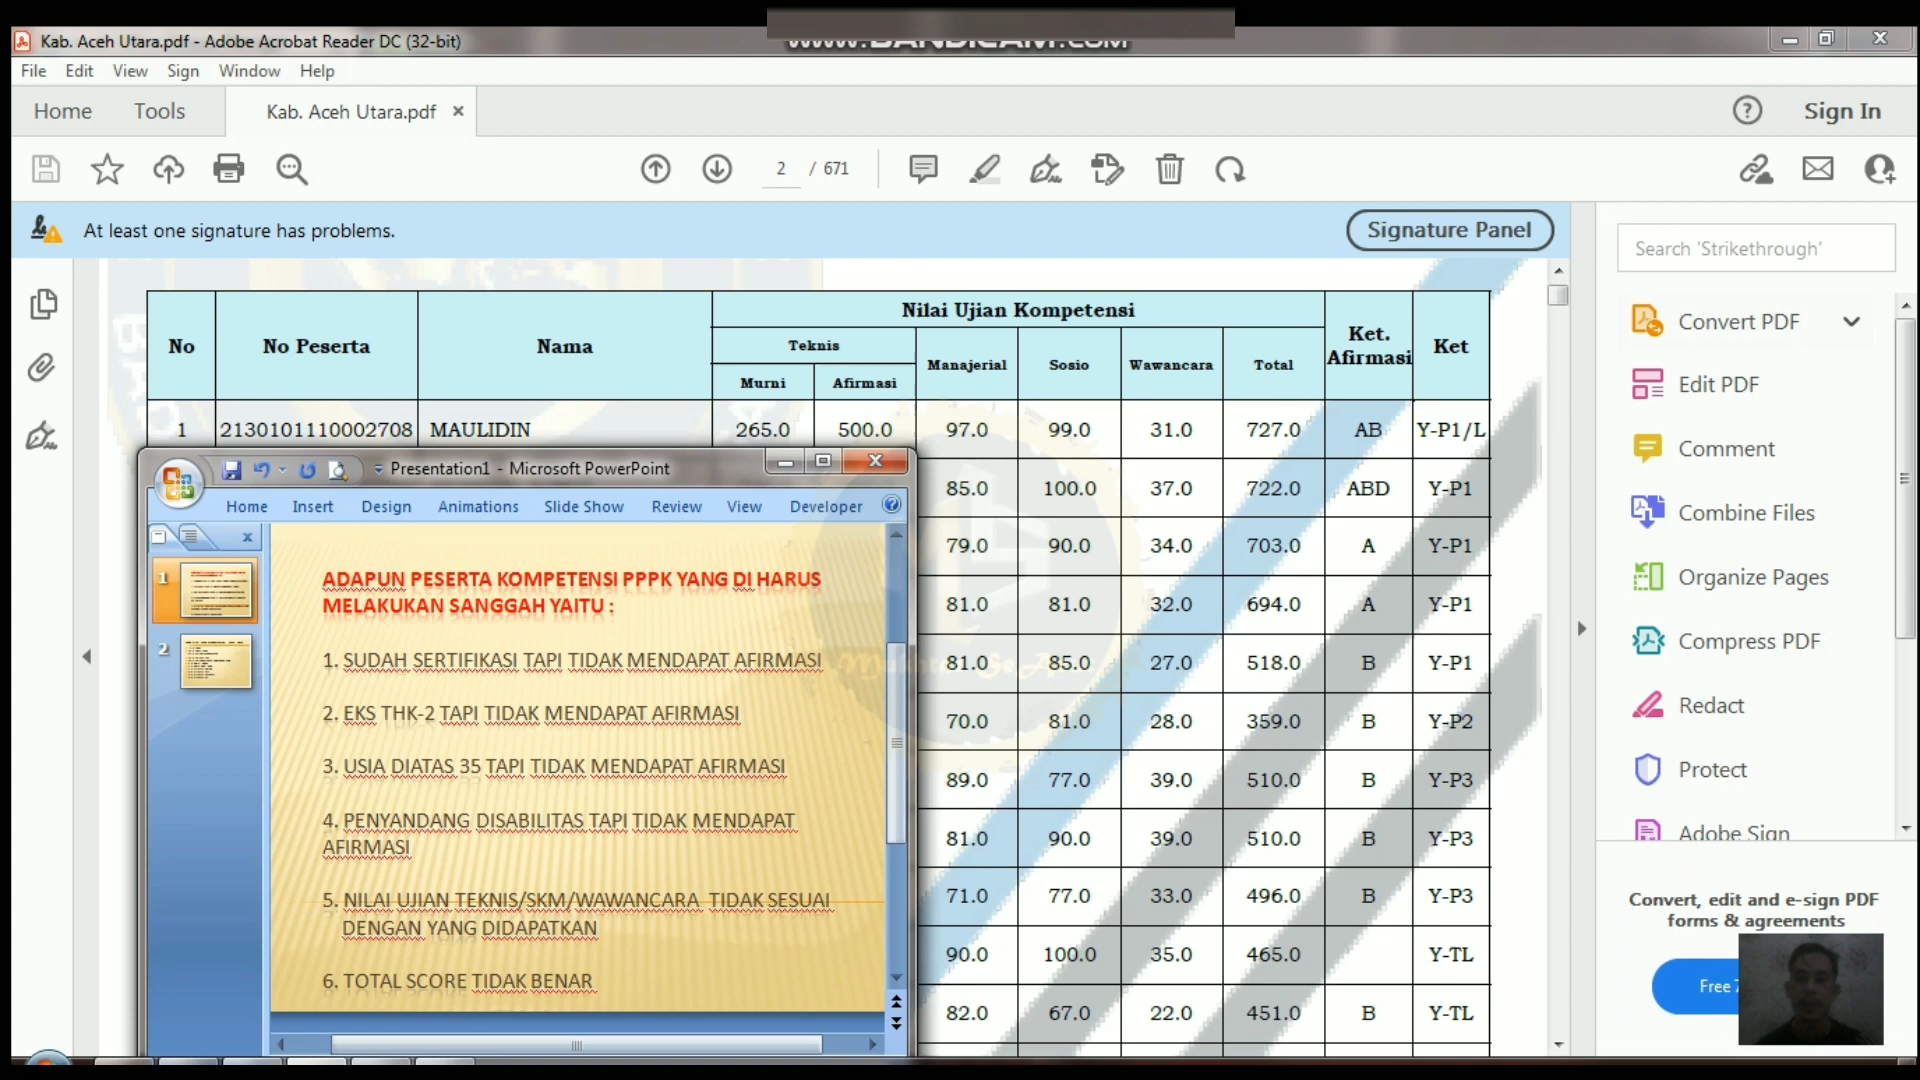 www.BANDICAM.com
Kab. Aceh Utara.pdf - Adobe Acrobat Reader DC (32-bit)
File Edit View Sign Window Help
Home Tools Kab. Aceh Utara.pdf × Sign In
2 / 671
At least one signature has problems. Signature Panel
Search 'Strikethrough'
Convert PDF
Edit PDF
Comment
Combine Files
Organize Pages
Compress PDF
Redact
Protect
Adobe Sign
Convert, edit and e-sign PDF
forms & agreements
Free 7
No No Peserta Nama Nilai Ujian Kompetensi Ket. Afirmasi Ket
Teknis Manajerial Sosio Wawancara Total
Murni Afirmasi
1 2130101110002708 MAULIDIN 265.0 500.0 97.0 99.0 31.0 727.0 AB Y-P1/L
85.0 100.0 37.0 722.0 ABD Y-P1
79.0 90.0 34.0 703.0 A Y-P1
81.0 81.0 32.0 694.0 A Y-P1
81.0 85.0 27.0 518.0 B Y-P1
70.0 81.0 28.0 359.0 B Y-P2
89.0 77.0 39.0 510.0 B Y-P3
81.0 90.0 39.0 510.0 B Y-P3
71.0 77.0 33.0 496.0 B Y-P3
90.0 100.0 35.0 465.0 Y-TL
82.0 67.0 22.0 451.0 B Y-TL
Presentation1 - Microsoft PowerPoint
Home Insert Design Animations Slide Show Review View Developer
1
2
ADAPUN PESERTA KOMPETENSI PPPK YANG DI HARUS
MELAKUKAN SANGGAH YAITU :
1. SUDAH SERTIFIKASI TAPI TIDAK MENDAPAT AFIRMASI
2. EKS THK-2 TAPI TIDAK MENDAPAT AFIRMASI
3. USIA DIATAS 35 TAPI TIDAK MENDAPAT AFIRMASI
4. PENYANDANG DISABILITAS TAPI TIDAK MENDAPAT
AFIRMASI
5. NILAI UJIAN TEKNIS/SKM/WAWANCARA TIDAK SESUAI
DENGAN YANG DIDAPATKAN
6. TOTAL SCORE TIDAK BENAR